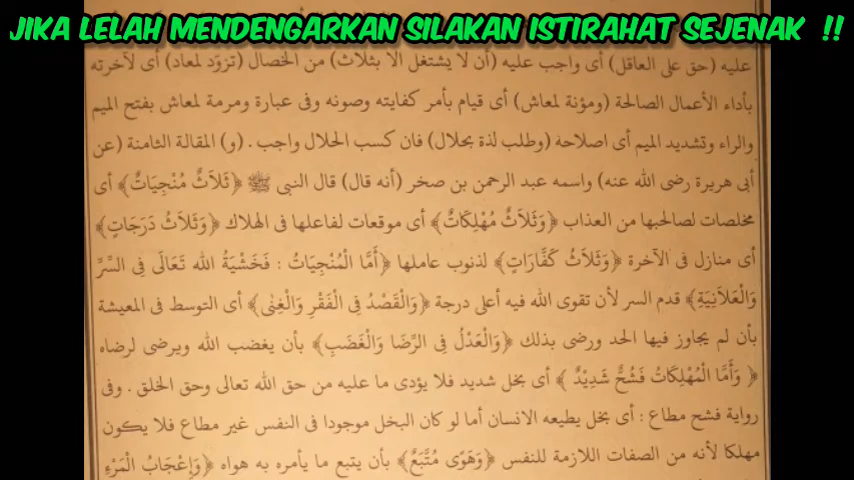 JIKA LELAH MENDENGARKAN SILAKAN ISTIRAHAT SEJENAK !!
عليه (حق على العاقل) أى واجب عليه (أن لا يشتغل الا بثلاث) من الخصال (تزوّد لمعاد) أى لآخرته
بأداء الأعمال الصالحة (ومؤنة لمعاش) أى قيام بأمر كفايته وصونه وفى عبارة ومرمة لمعاش بفتح الميم
والراء وتشديد الميم أى اصلاحه (وطلب لذة بحلال) فان كسب الحلال واجب . (و) المقالة الثامنة (عن
أبى هريرة رضى الله عنه) واسمه عبد الرحمن بن صخر (أنه قال) قال النبى ﷺ ﴿ثَلَاثٌ مُنْجِيَاتٌ﴾ أى
مخلصات لصاحبها من العذاب ﴿وَثَلَاثٌ مُهْلِكَاتٌ﴾ أى موقعات لفاعلها فى الهلاك ﴿وَثَلَاثُ دَرَجَاتٍ﴾
أى منازل فى الآخرة ﴿وَثَلَاثُ كَفَّارَاتٍ﴾ لذنوب عاملها ﴿أَمَّا الْمُنْجِيَاتُ : فَخَشْيَةُ الله تَعَالَى فِى السِّرِّ
وَالْعَلَانِيَةِ﴾ قدم السر لأن تقوى الله فيه أعلى درجة ﴿وَالْقَصْدُ فِى الْفَقْرِ وَالْغِنٰى﴾ أى التوسط فى المعيشة
بأن لم يجاوز فيها الحد ورضى بذلك ﴿وَالْعَدْلُ فِى الرِّضَا وَالْغَضَبِ﴾ بأن يغضب الله ويرضى لرضاه
﴿ وَأَمَّا الْمُهْلِكَاتُ فَشُحٌّ شَدِيْدٌ ﴾ أى بخل شديد فلا يؤدى ما عليه من حق الله تعالى وحق الخلق . وفى
رواية فشح مطاع : أى بخل يطيعه الانسان أما لو كان البخل موجودا فى النفس غير مطاع فلا يكون
مهلكا لأنه من الصفات اللازمة للنفس ﴿وَهَوًى مُتَّبَعٌ﴾ بأن يتبع ما يأمره به هواه ﴿وَإِعْجَابُ الْمَرْءِ